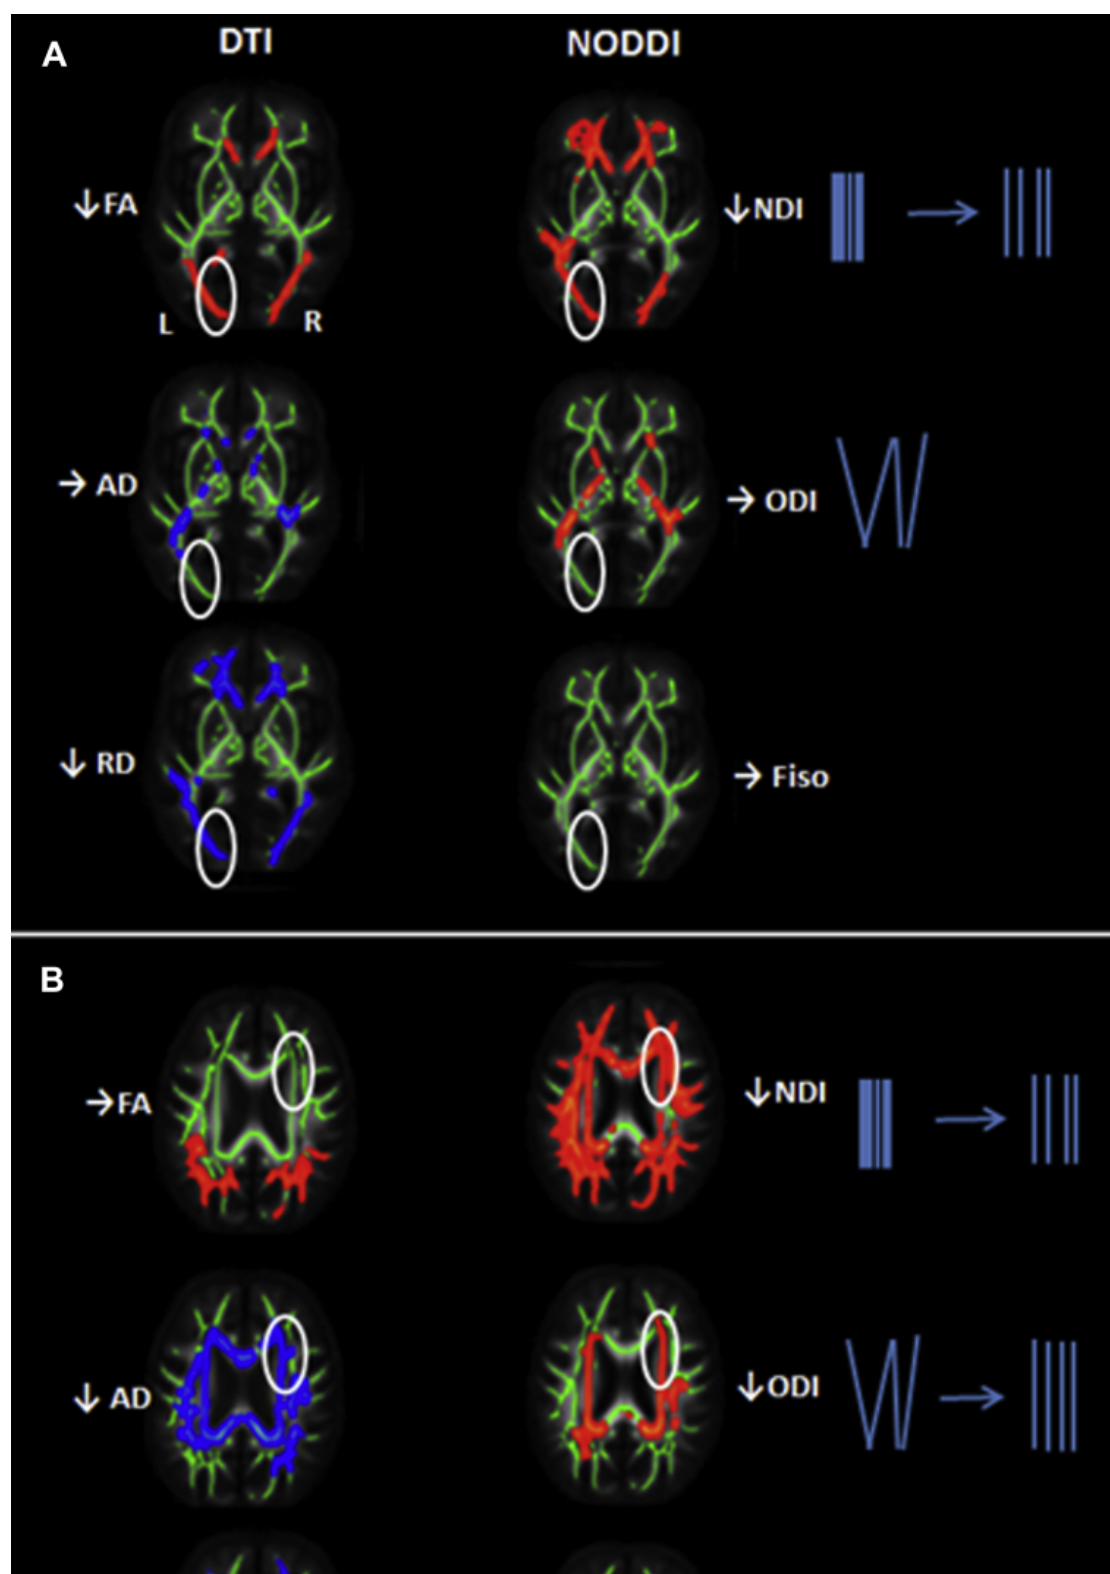 A
DTI
NODDI
↓FA
↓NDI
L
R
→ AD
→ ODI
↓ RD
→ Fiso
B
→FA
↓NDI
↓ AD
↓ODI